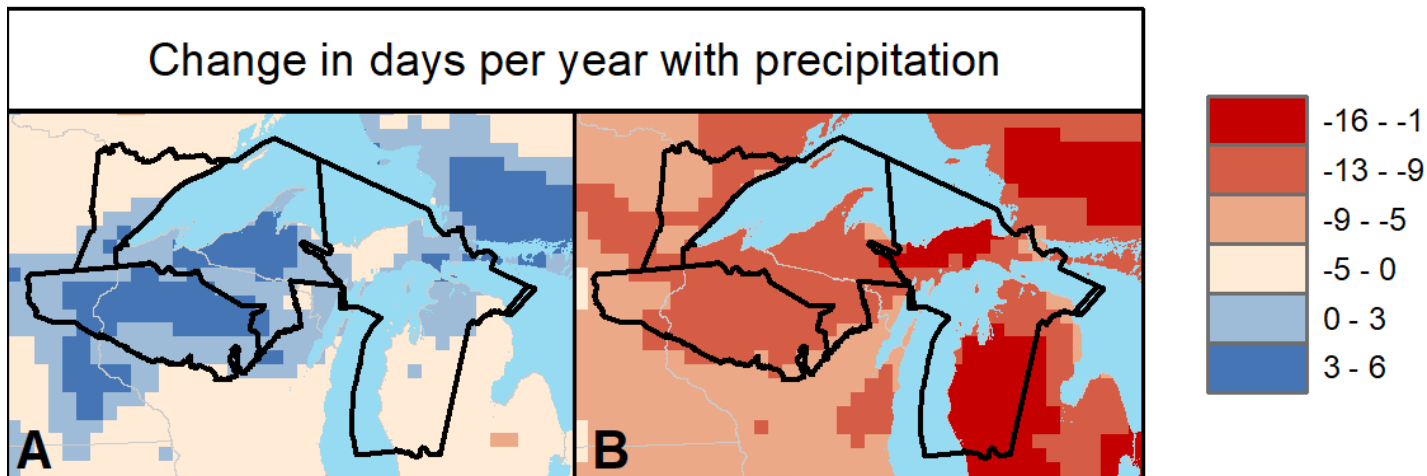 Change in days per year with precipitation
-16 - -1
-13 - -9
-9 - -5
-5 - 0
0 - 3
3 - 6
A
B